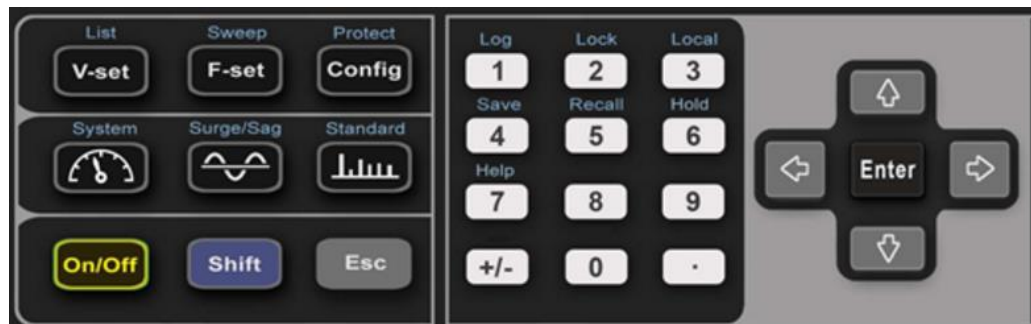 List Sweep Protect
V-set F-set Config
System Surge/Sag Standard
On/Off Shift Esc
Log Lock Local
1 2 3
Save Recall Hold
4 5 6
Help
7 8 9
+/- 0 .
Enter